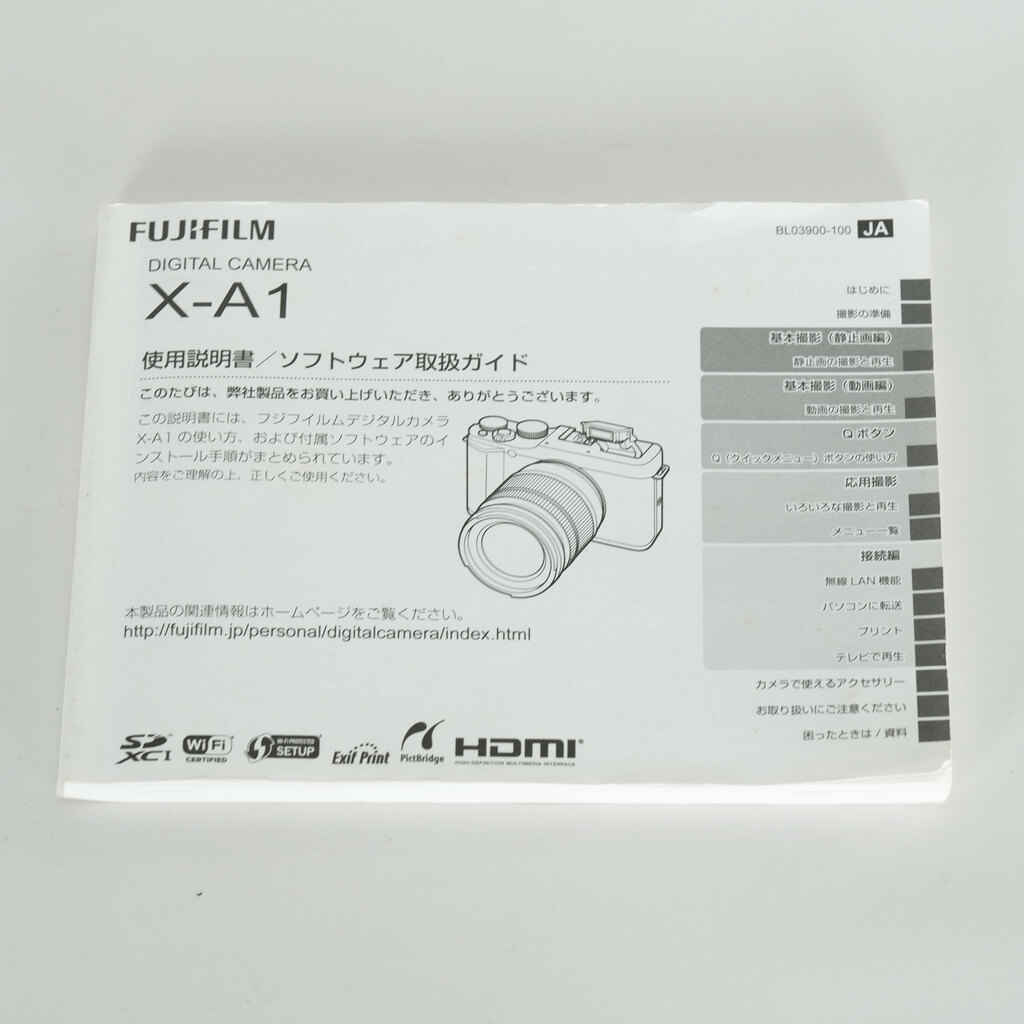 FUJIFILM
BL03900-100 JA
DIGITAL CAMERA
X-A1
使用説明書／ソフトウェア取扱ガイド
このたびは、弊社製品をお買い上げいただき、ありがとうございます。
この説明書には、フジフイルムデジタルカメラ
X-A1 の使い方、および付属ソフトウェアのイ
ンストール手順がまとめられています。
内容をご理解の上、正しくご使用ください。
本製品の関連情報はホームページをご覧ください。
http://fujifilm.jp/personal/digitalcamera/index.html
はじめに
撮影の準備
基本撮影（静止画編）
静止画の撮影と再生
基本撮影（動画編）
動画の撮影と再生
Q ボタン
Q（クイックメニュー）ボタンの使い方
応用撮影
いろいろな撮影と再生
メニュー一覧
接続編
無線 LAN 機能
パソコンに転送
プリント
テレビで再生
カメラで使えるアクセサリー
お取り扱いにご注意ください
困ったときは / 資料
SD XC I
Wi Fi CERTIFIED
WI-FI PROTECTED SETUP
Exif Print
PictBridge
HDMI
HIGH DEFINITION MULTIMEDIA INTERFACE